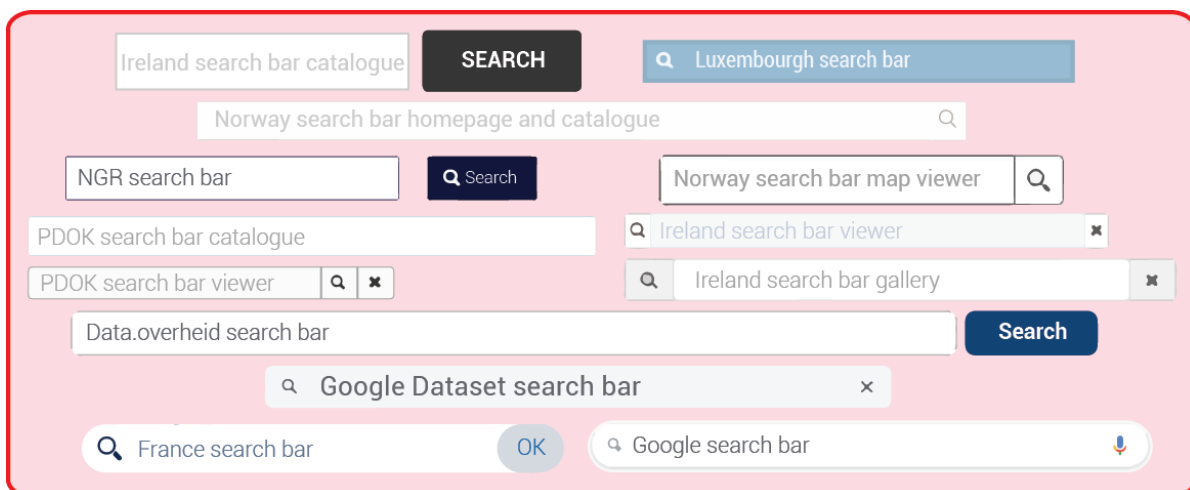 Ireland search bar catalogue SEARCH
Luxembourgh search bar
Norway search bar homepage and catalogue
NGR search bar Search
Norway search bar map viewer
PDOK search bar catalogue
Ireland search bar viewer
PDOK search bar viewer
Ireland search bar gallery
Data.overheid search bar Search
Google Dataset search bar
France search bar OK
Google search bar